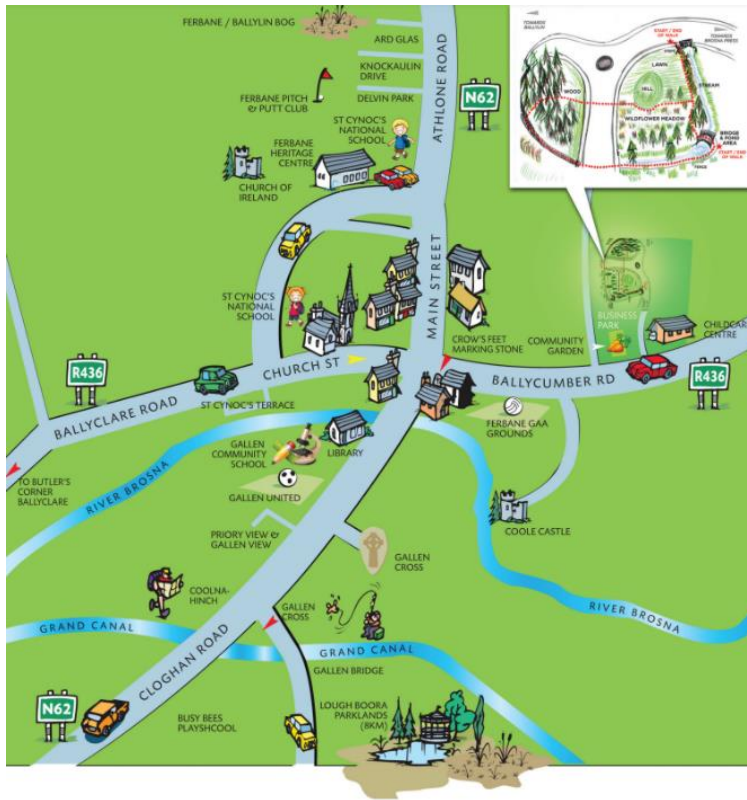 FERBANE / BALLYLIN BOG
ARD GLAS
KNOCKAULIN
DRIVE
DELVIN PARK
FERBANE PITCH
& PUTT CLUB
ATHLONE ROAD
N62
ST CYNOC'S
NATIONAL
SCHOOL
FERBANE
HERITAGE
CENTRE
CHURCH OF
IRELAND
TOWARDS
START / END
OF WALK
TOWARDS
BROSNA PRESS
LAWN
STREAM
WOOD
HILL
WILDFLOWER MEADOW
BRIDGE
& POND
AREA
START / END
OF WALK
MAIN STREET
ST CYNOC'S
NATIONAL
SCHOOL
CROW'S FEET
MARKING STONE
BUSINESS
PARK
COMMUNITY
GARDEN
CHILDCARE
CENTRE
R436
CHURCH ST
BALLYCUMBER RD
R436
BALLYCLARE ROAD
ST CYNOC'S TERRACE
FERBANE GAA
GROUNDS
GALLEN
COMMUNITY
SCHOOL
LIBRARY
TO BUTLER'S
CORNER
BALLYCLARE
RIVER BROSNA
GALLEN UNITED
PRIORY VIEW &
GALLEN VIEW
COOLE CASTLE
GALLEN
CROSS
COOLNA-
HINCH
GALLEN
CROSS
RIVER BROSNA
GRAND CANAL
CLOGHAN ROAD
GRAND CANAL
GALLEN BRIDGE
N62
BUSY BEES
PLAYSHCOOL
LOUGH BOORA
PARKLANDS
(8KM)